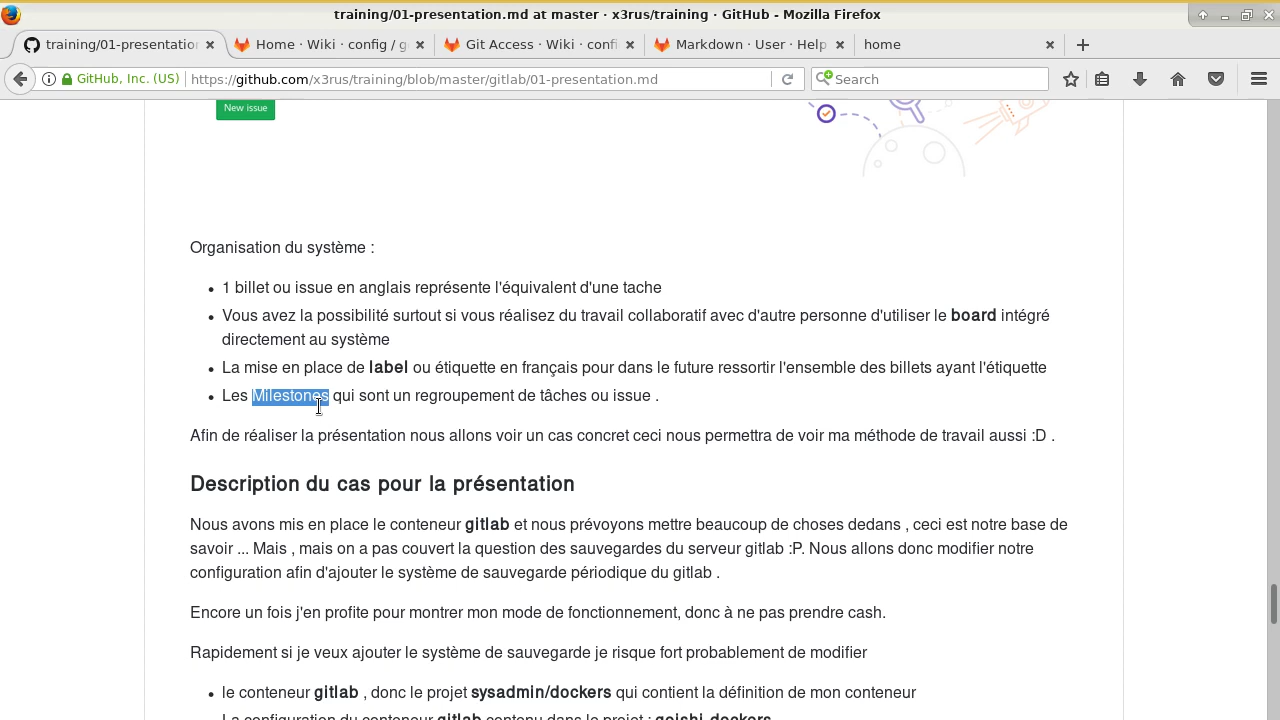 training/01-presentation.md at master · x3rus/training · GitHub - Mozilla Firefox
training/01-presentation
Home · Wiki · config / g
Git Access · Wiki · confi
Markdown · User · Help
home
GitHub, Inc. (US)
https://github.com/x3rus/training/blob/master/gitlab/01-presentation.md
Search
New issue
Organisation du système :
• 1 billet ou issue en anglais représente l'équivalent d'une tache
• Vous avez la possibilité surtout si vous réalisez du travail collaboratif avec d'autre personne d'utiliser le board intégré
directement au système
• La mise en place de label ou étiquette en français pour dans le future ressortir l'ensemble des billets ayant l'étiquette
• Les Milestones qui sont un regroupement de tâches ou issue .
Afin de réaliser la présentation nous allons voir un cas concret ceci nous permettra de voir ma méthode de travail aussi :D .
Description du cas pour la présentation
Nous avons mis en place le conteneur gitlab et nous prévoyons mettre beaucoup de choses dedans , ceci est notre base de
savoir ... Mais , mais on a pas couvert la question des sauvegardes du serveur gitlab :P. Nous allons donc modifier notre
configuration afin d'ajouter le système de sauvegarde périodique du gitlab .
Encore un fois j'en profite pour montrer mon mode de fonctionnement, donc à ne pas prendre cash.
Rapidement si je veux ajouter le système de sauvegarde je risque fort probablement de modifier
• le conteneur gitlab , donc le projet sysadmin/dockers qui contient la définition de mon conteneur
• La configuration du conteneur gitlab contenu dans le projet : geishi-dockers